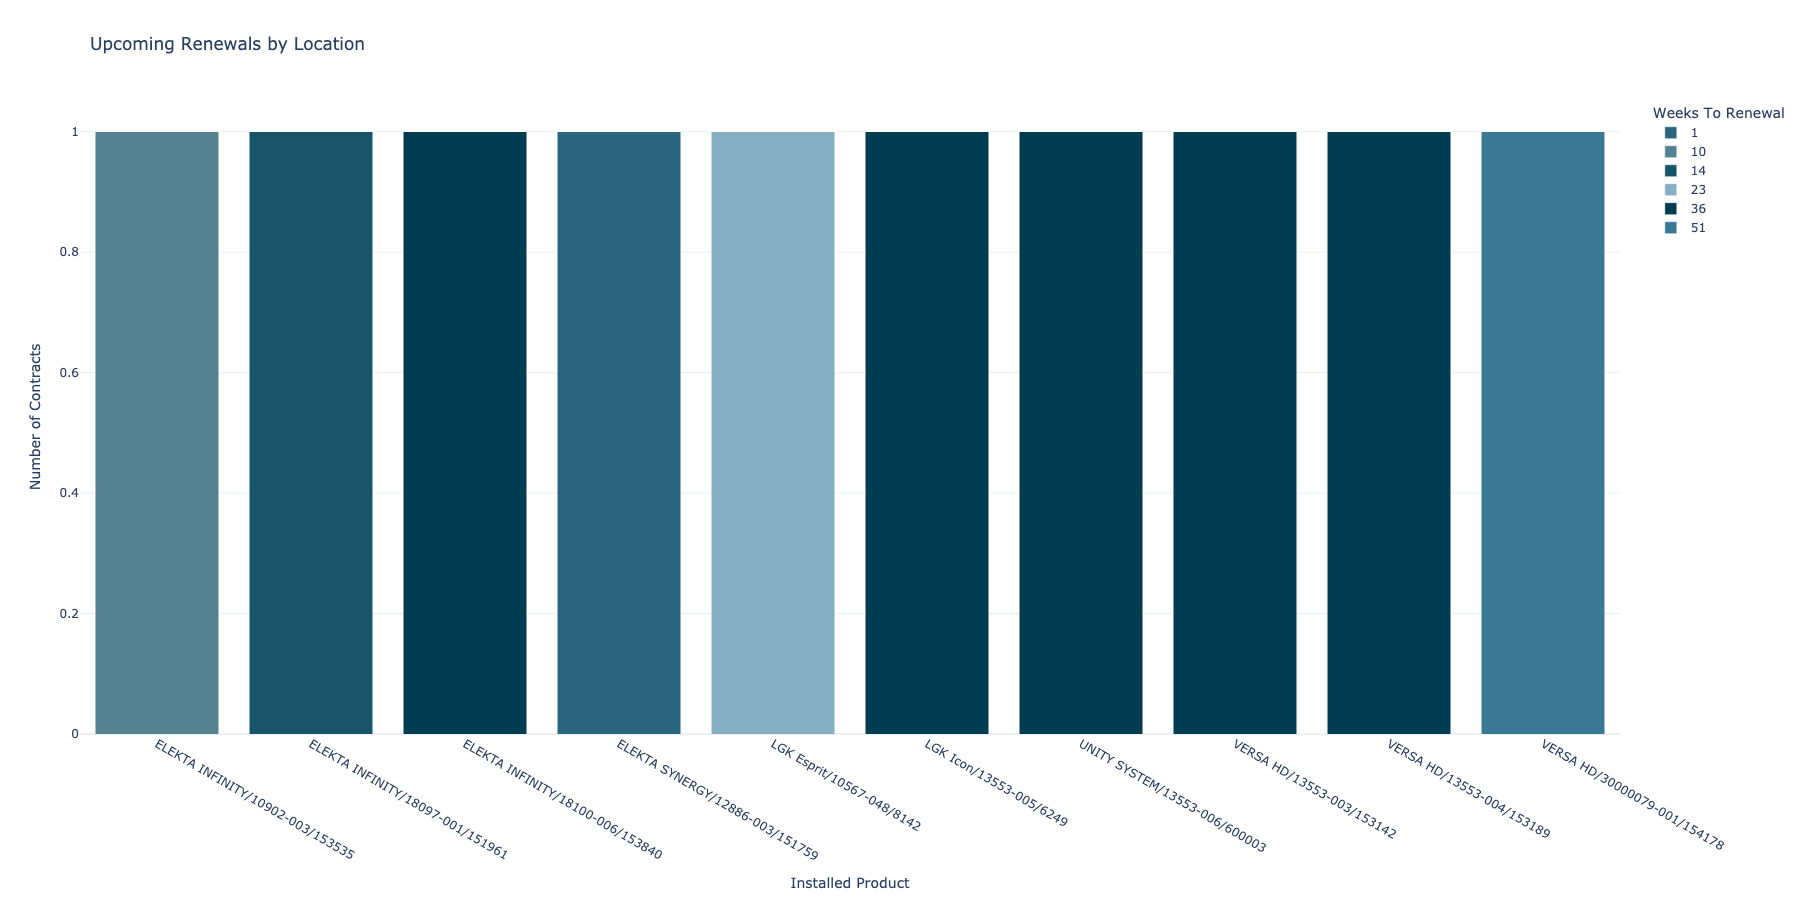 Upcoming Renewals by Location
Weeks To Renewal
1
10
14
23
36
51
Number of Contracts
1
0.8
0.6
0.4
0.2
0
ELEKTA INFINITY/10902-003/153535
ELEKTA INFINITY/18097-001/151961
ELEKTA INFINITY/18100-006/153840
ELEKTA SYNERGY/12886-003/151759
LGK Esprit/10567-048/8142
LGK Icon/13553-005/6249
UNITY SYSTEM/13553-006/600003
VERSA HD/13553-003/153142
VERSA HD/13553-004/153189
VERSA HD/30000079-001/154178
Installed Product